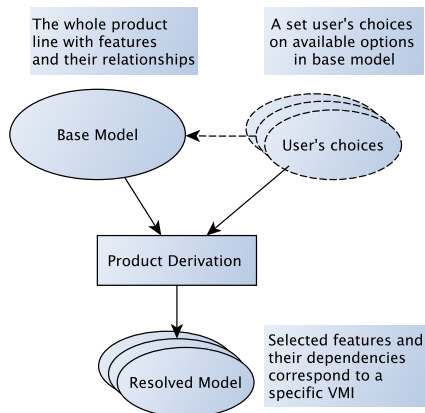 The whole product
line with features
and their relationships
A set user's choices
on available options
in base model
Base Model
User's choices
Product Derivation
Resolved Model
Selected features and
their dependencies
correspond to a
specific VMI